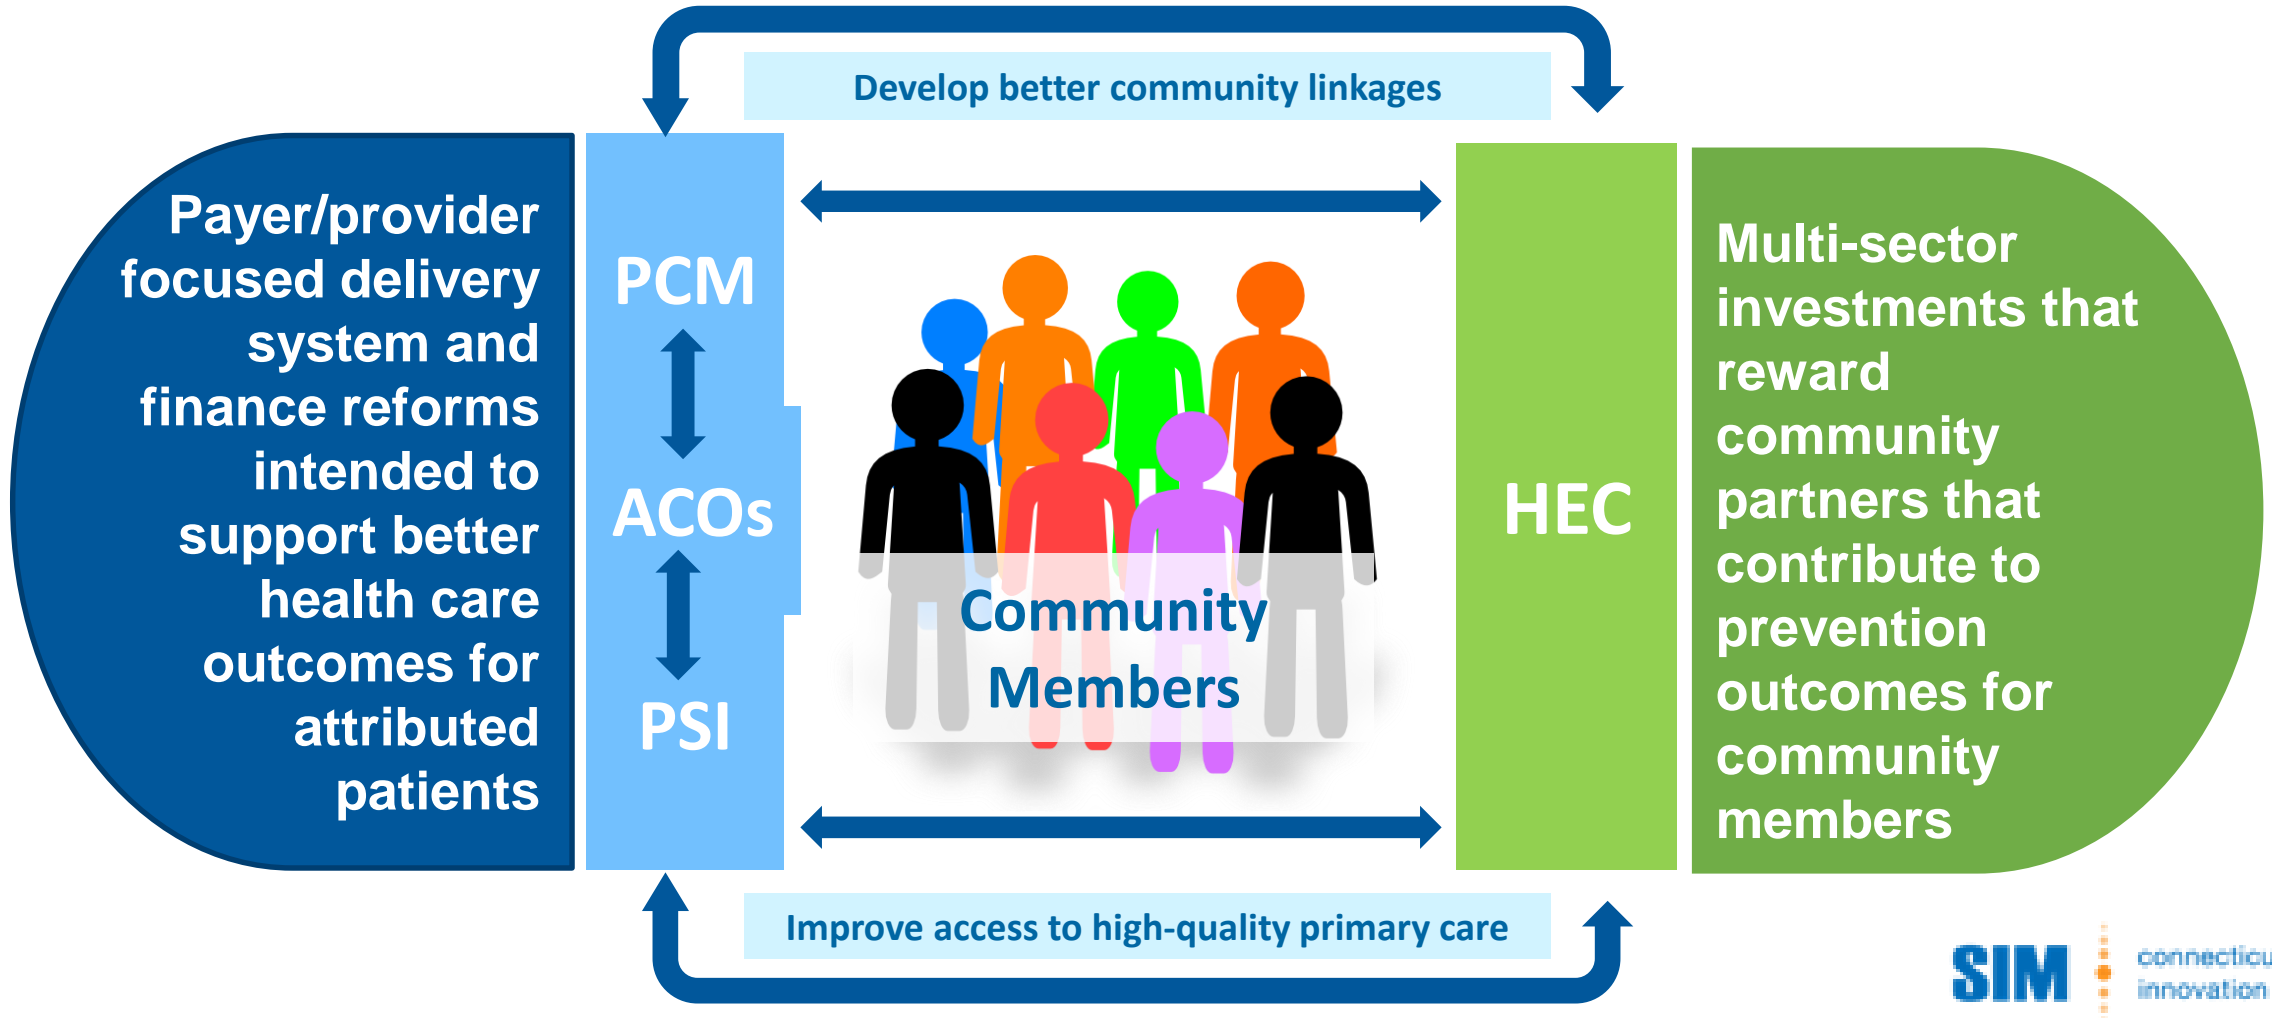 Develop better community linkages
Payer/provider
focused delivery
system and
finance reforms
intended to
support better
health care
outcomes for
attributed
patients
PCM
ACOs
PSI
Community
Members
HEC
Multi-sector
investments that
reward
community
partners that
contribute to
prevention
outcomes for
community
members
Improve access to high-quality primary care
SIM
connecticu
innovation